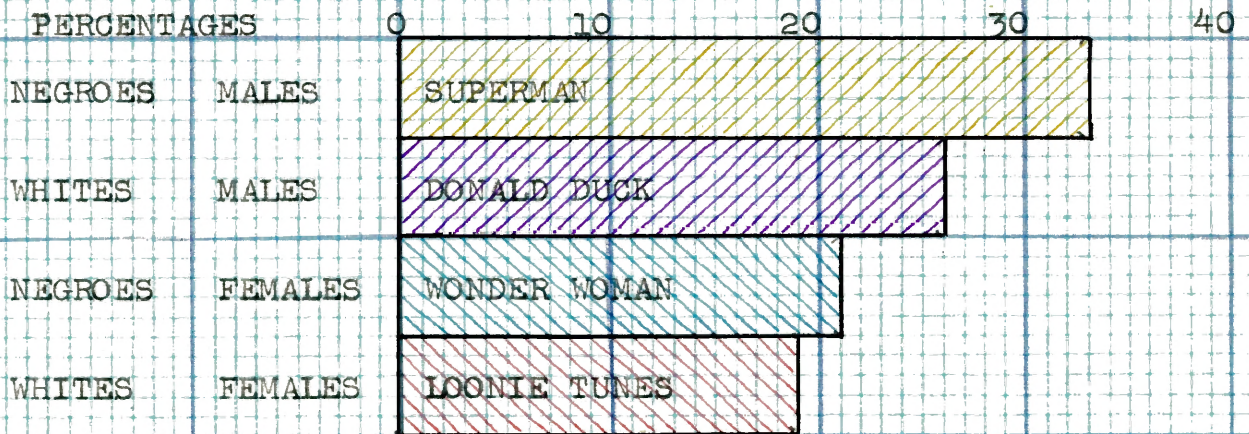 PERCENTAGES 0 10 20 30 40
NEGROES MALES SUPERMAN
WHITES MALES DONALD DUCK
NEGROES FEMALES WONDER WOMAN
WHITES FEMALES LOONIE TUNES